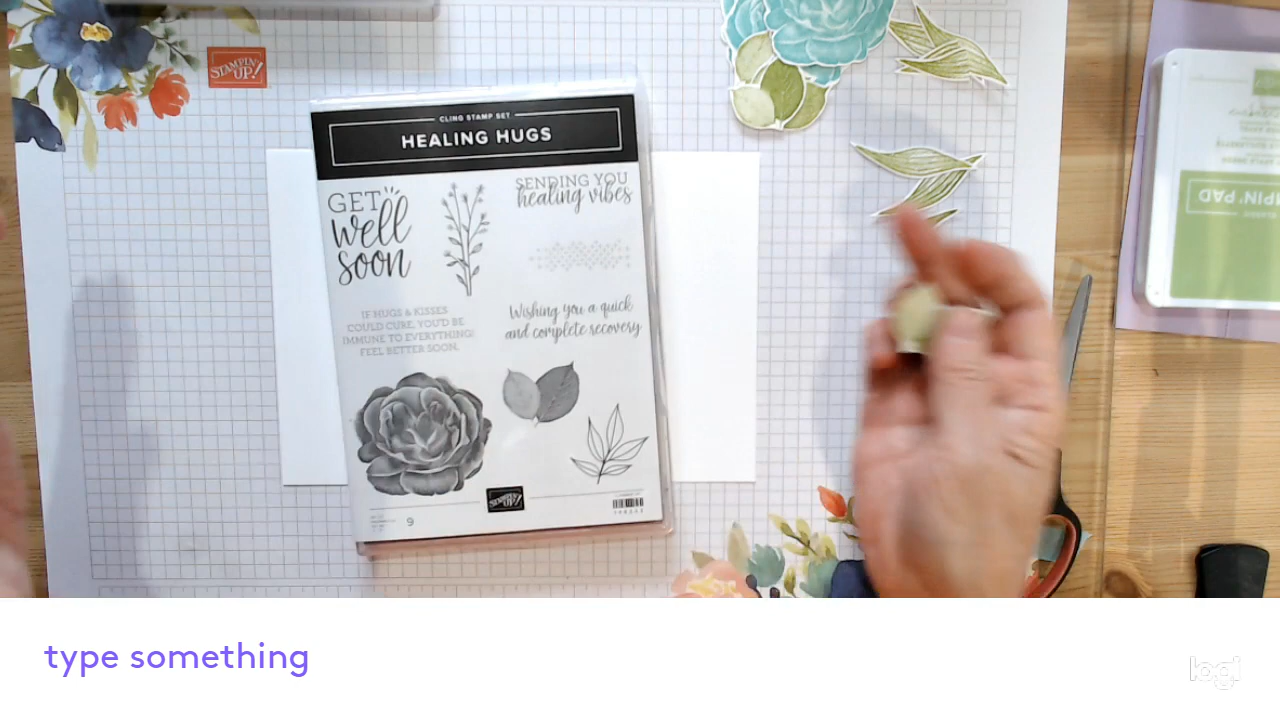 STAMPIN' UP!
CLING STAMP SET
HEALING HUGS
GET
well
soon
SENDING YOU
healing vibes
IF HUGS & KISSES
COULD CURE, YOU'D BE
IMMUNE TO EVERYTHING!
FEEL BETTER SOON.
Wishing you a quick
and complete recovery
STAMPIN' UP!
9
PIN' PAD
type something
logi